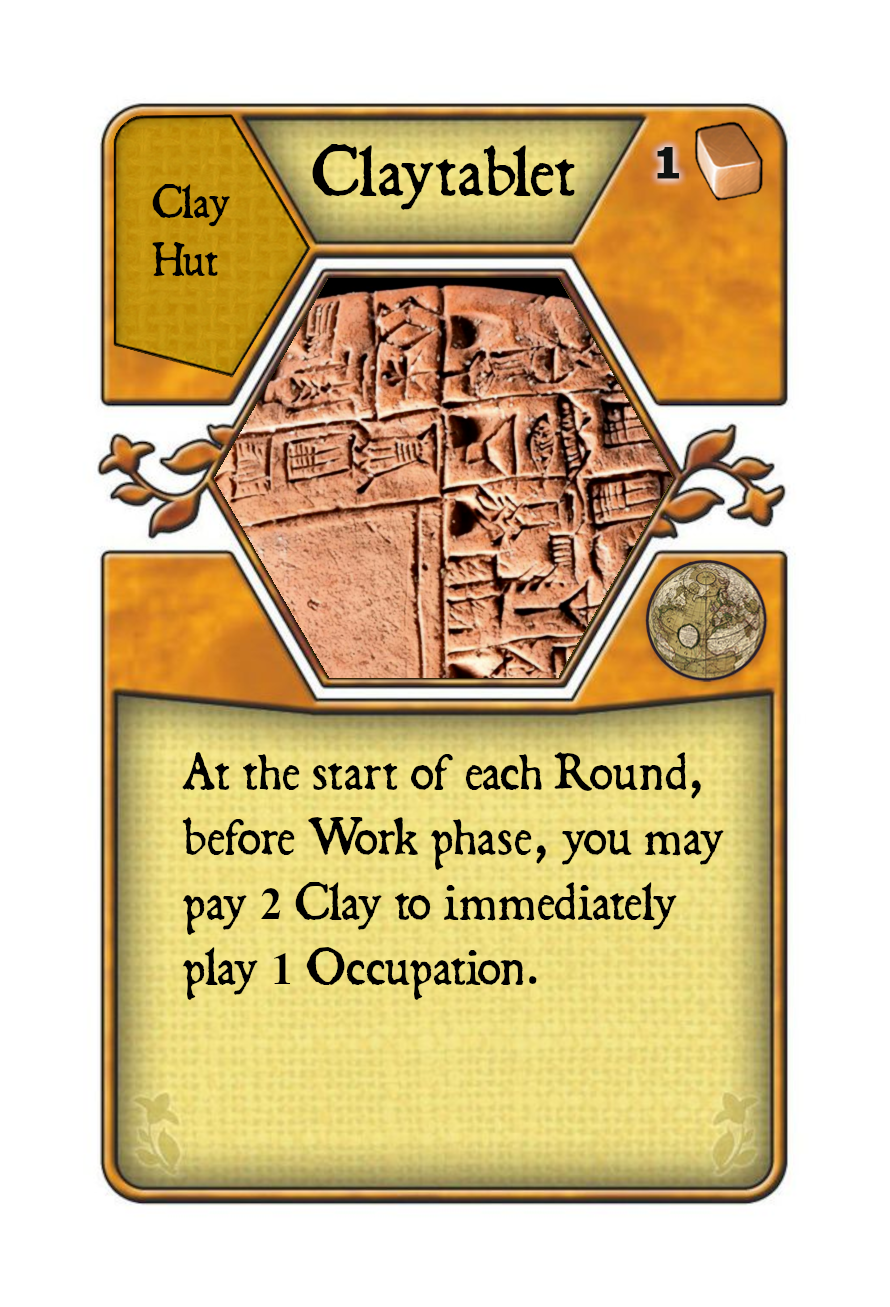 Clay
Hut
Claytablet
1
At the start of each Round,
before Work phase, you may
pay 2 Clay to immediately
play 1 Occupation.